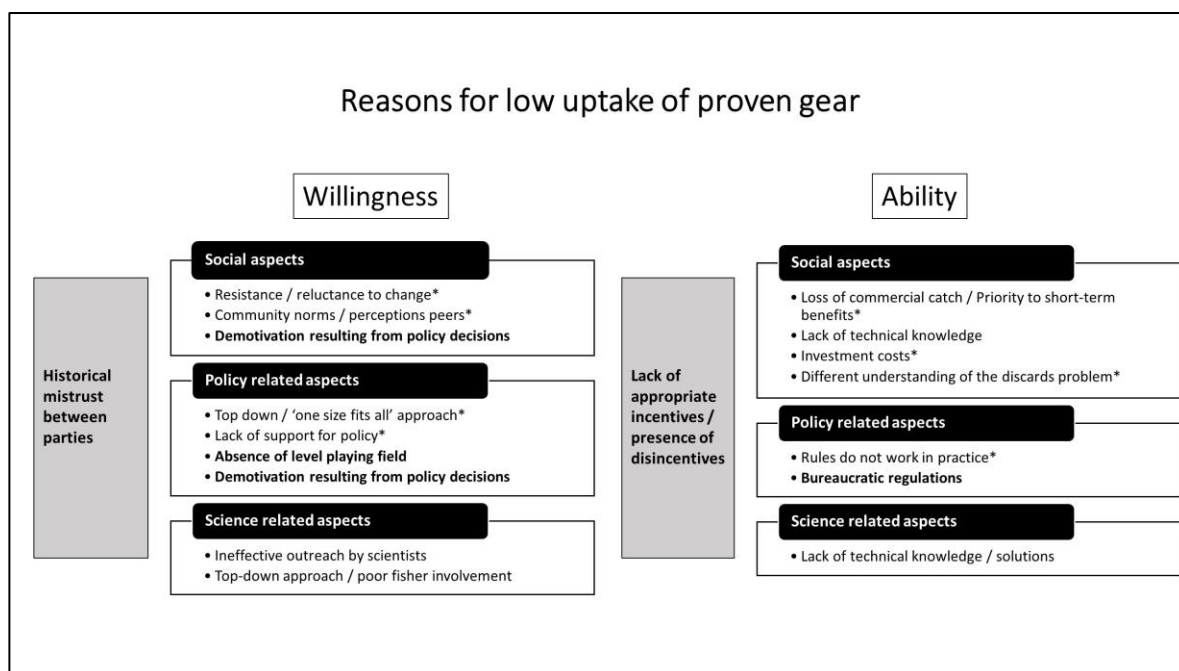 Reasons for low uptake of proven gear
Willingness
Historical
mistrust
between
parties
Social aspects
• Resistance / reluctance to change*
• Community norms / perceptions peers*
• Demotivation resulting from policy decisions
Policy related aspects
• Top down / ‘one size fits all’ approach*
• Lack of support for policy*
• Absence of level playing field
• Demotivation resulting from policy decisions
Science related aspects
• Ineffective outreach by scientists
• Top-down approach / poor fisher involvement
Ability
Lack of
appropriate
incentives /
presence of
disincentives
Social aspects
• Loss of commercial catch / Priority to short-term
benefits*
• Lack of technical knowledge
• Investment costs*
• Different understanding of the discards problem*
Policy related aspects
• Rules do not work in practice*
• Bureaucratic regulations
Science related aspects
• Lack of technical knowledge / solutions